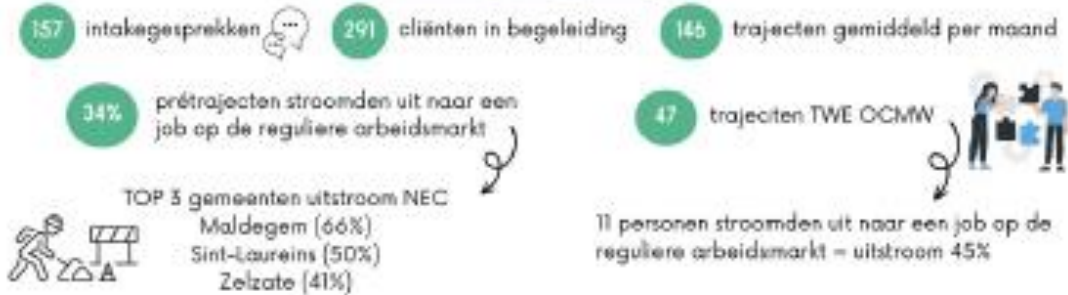 157 intakegesprekken
291 cliënten in begeleiding
146 trajecten gemiddeld per maand
34% prétrajecten stroomden uit naar een
job op de reguliere arbeidsmarkt
47 trajeciten TWE OCMW
TOP 3 gemeenten uitstroom NEC
Maldegem (66%)
Sint-Laureins (50%)
Zelzate (41%)
11 personen stroomden uit naar een job op de
reguliere arbeidsmarkt – uitstroom 45%